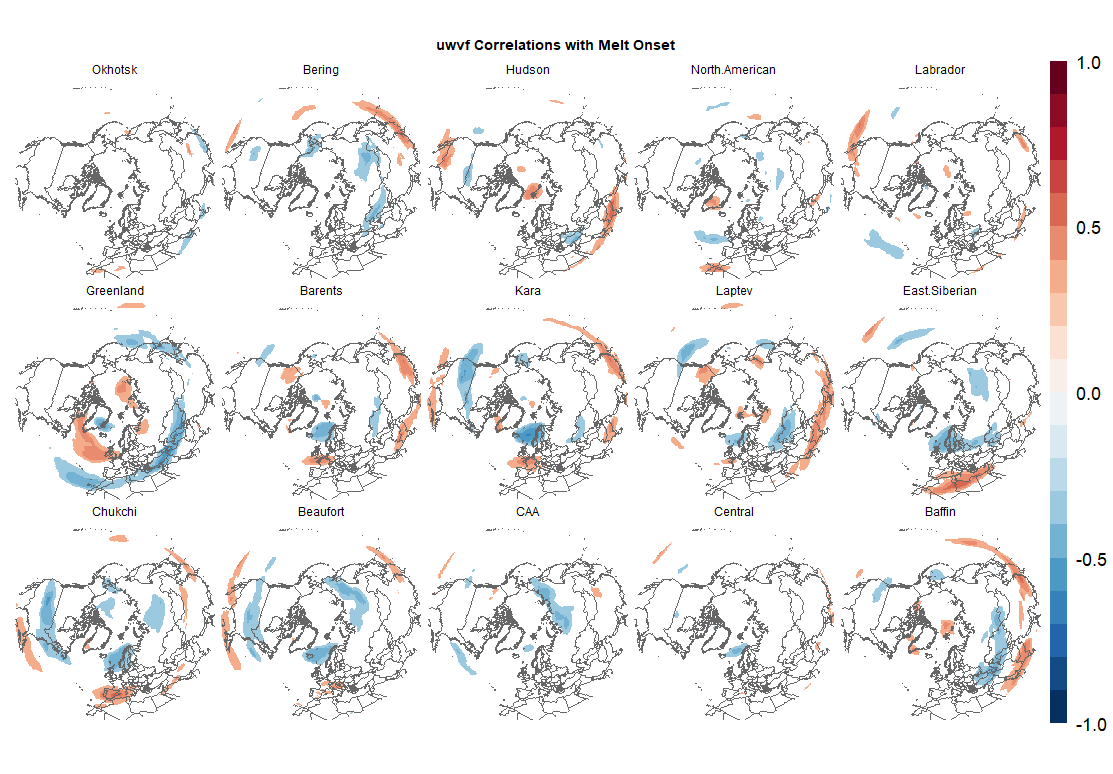 uwvf Correlations with Melt Onset
Okhotsk Bering Hudson North.American Labrador
Greenland Barents Kara Laptev East.Siberian
Chukchi Beaufort CAA Central Baffin
1.0
0.5
0.0
-0.5
-1.0